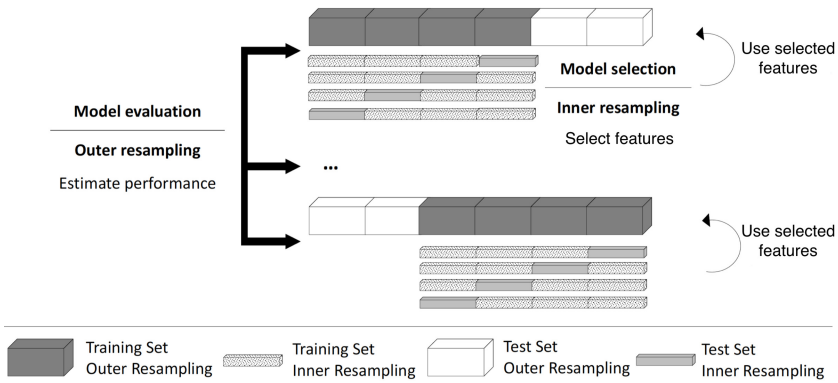 Use selected
features
Model selection
Model evaluation
Inner resampling
Outer resampling
Select features
Estimate performance
...
Use selected
features
Training Set
Outer Resampling
Training Set
Inner Resampling
Test Set
Outer Resampling
Test Set
Inner Resampling